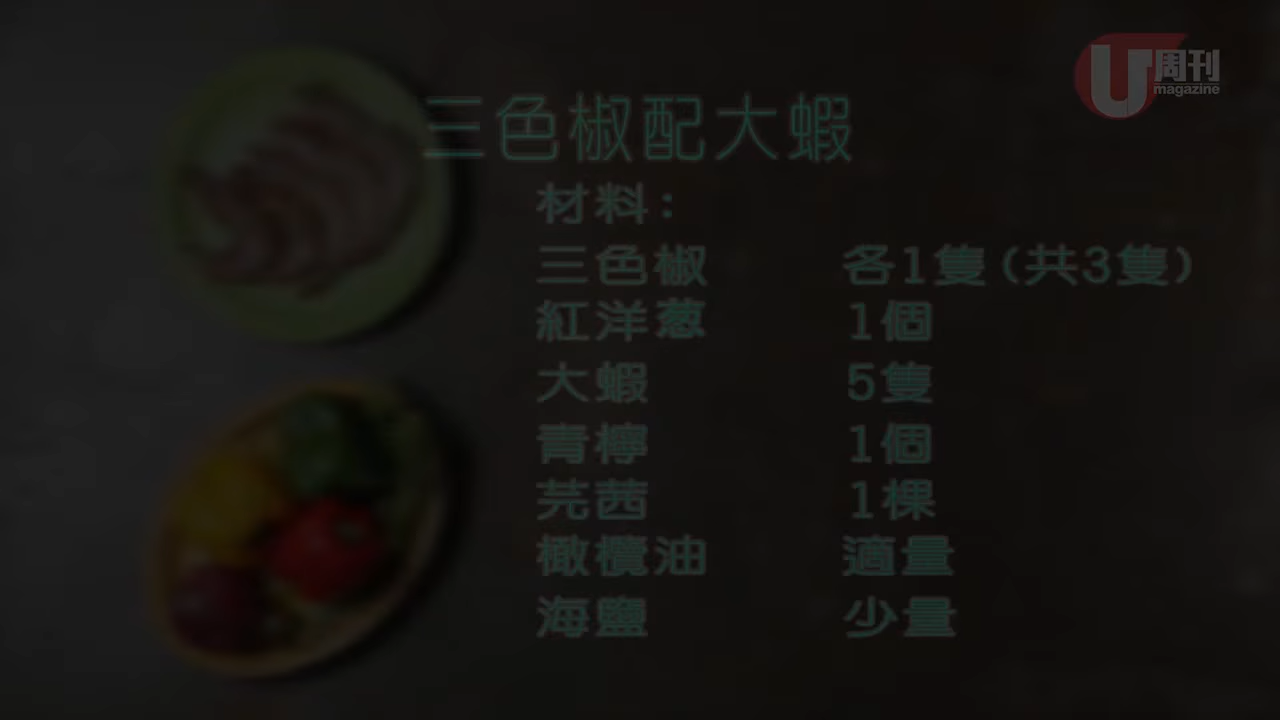 U周刊
magazine
三色椒配大蝦
材料:
三色椒 各1隻(共3隻)
紅洋葱 1個
大蝦 5隻
青檸 1個
芫茜 1棵
橄欖油 適量
海鹽 少量